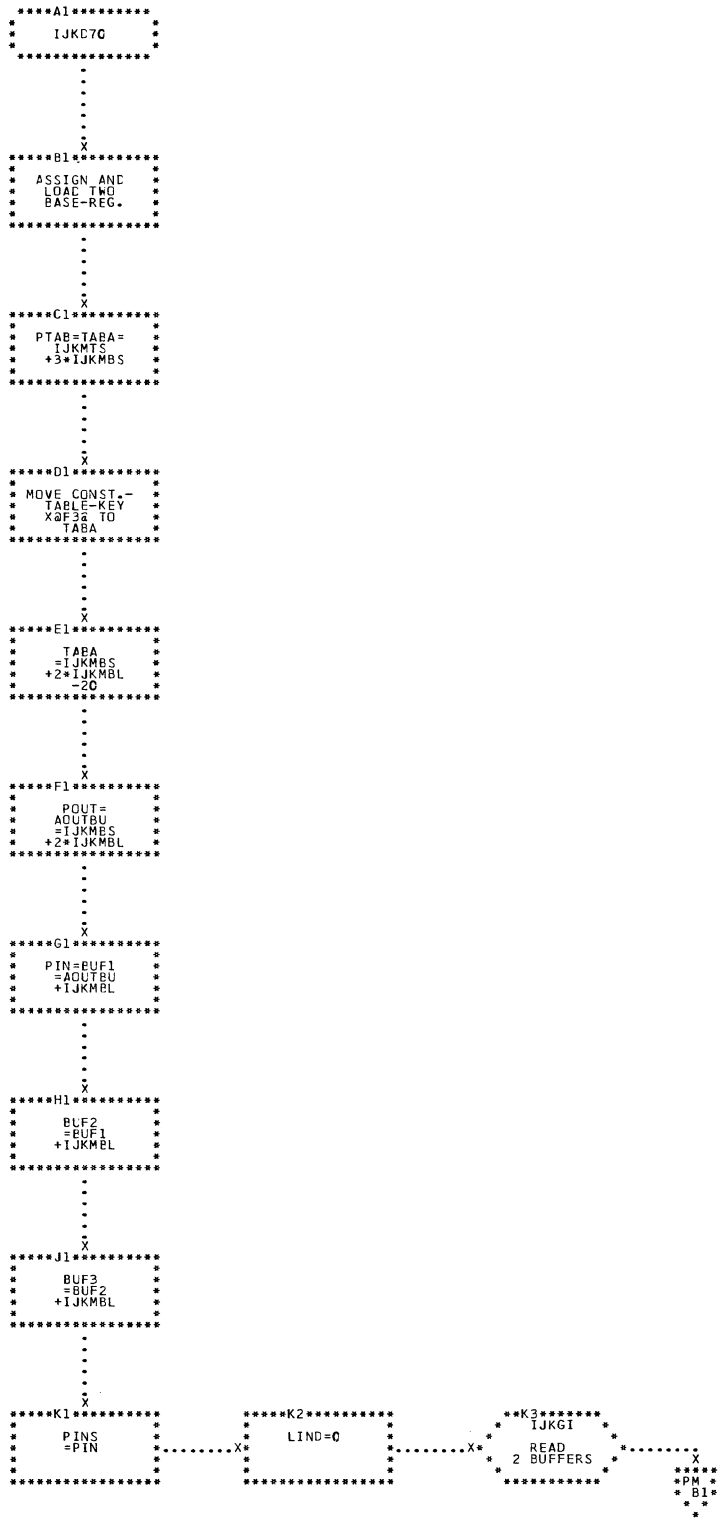 A1
IJKD70
B1
ASSIGN AND
LOAD TWO
BASE-REG.
C1
PTAB=TABA=
IJKMTS
+3*IJKMBS
D1
MOVE CONST.-
TABLE-KEY
X@F3@ TO
TABA
E1
TABA
=IJKMBS
+2*IJKMBL
-20
F1
POUT=
AOUTBU
=IJKMBS
+2*IJKMBL
G1
PIN=BUF1
=AOUTBU
+IJKMBL
H1
BUF2
=BUF1
+IJKMBL
J1
BUF3
=BUF2
+IJKMBL
K1
PINS
=PIN
K2
LIND=0
K3
IJKGI
READ
2 BUFFERS
PM
B1